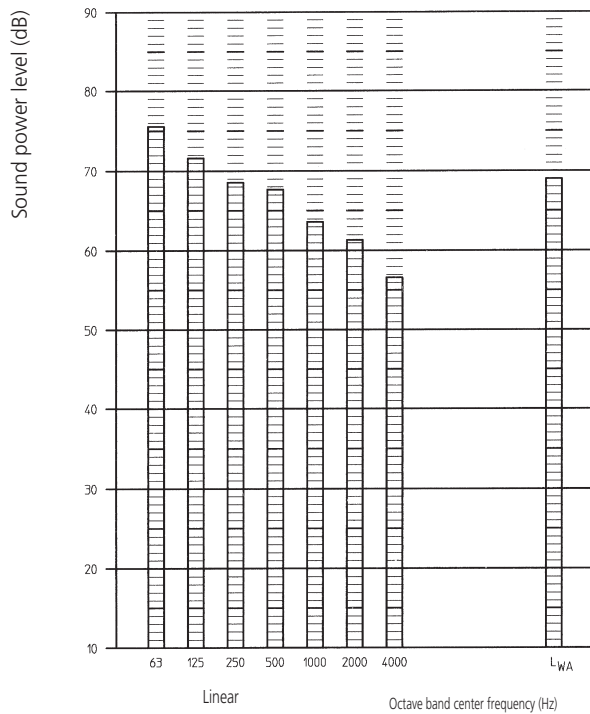 Sound power level (dB)
90
80
70
60
50
40
30
20
10
63 125 250 500 1000 2000 4000 LWA
Linear
Octave band center frequency (Hz)